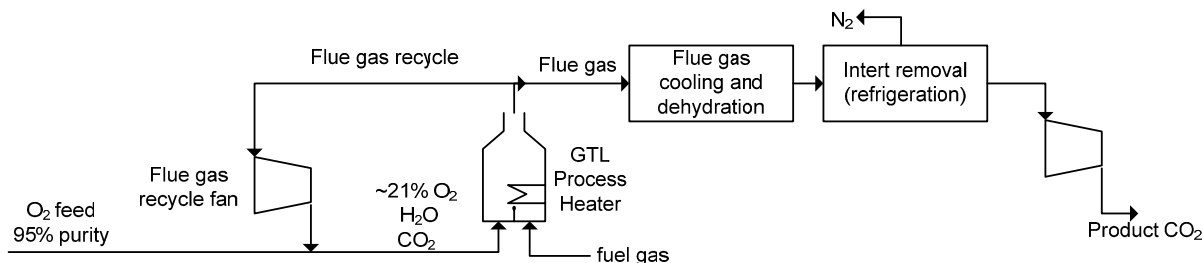 N₂
Flue gas recycle
Flue gas
Flue gas
cooling and
dehydration
Intert removal
(refrigeration)
Flue gas
recycle fan
~21% O₂
H₂O
CO₂
GTL
Process
Heater
O₂ feed
95% purity
fuel gas
Product CO₂